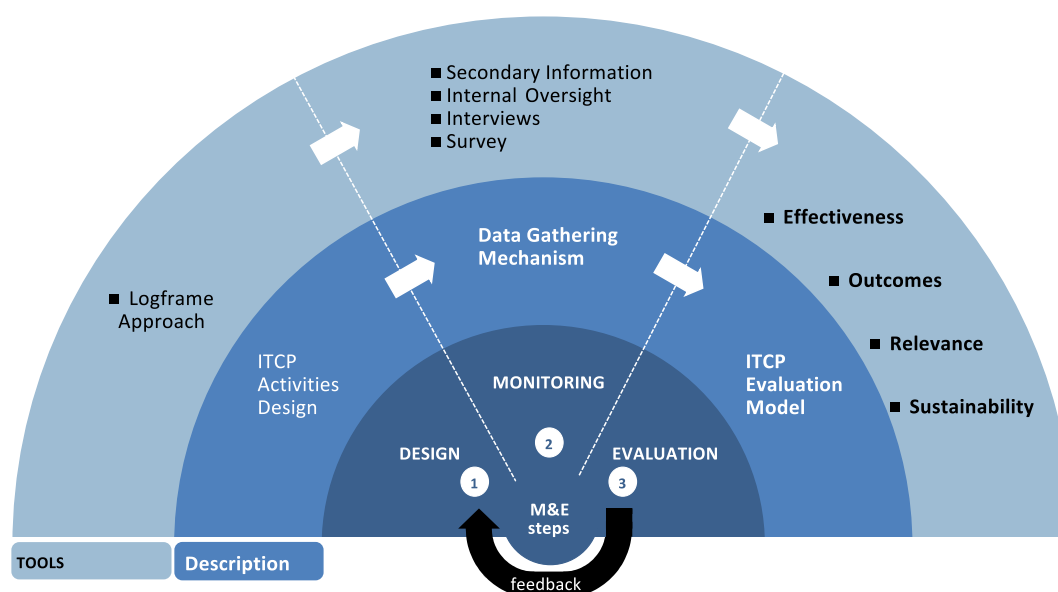 ■ Secondary Information
■ Internal Oversight
■ Interviews
■ Survey
■ Effectiveness
■ Outcomes
■ Relevance
■ Sustainability
■ Logframe
Approach
Data Gathering
Mechanism
ITCP
Activities
Design
ITCP
Evaluation
Model
MONITORING
2
DESIGN
1
EVALUATION
3
M&E
steps
feedback
TOOLS
Description